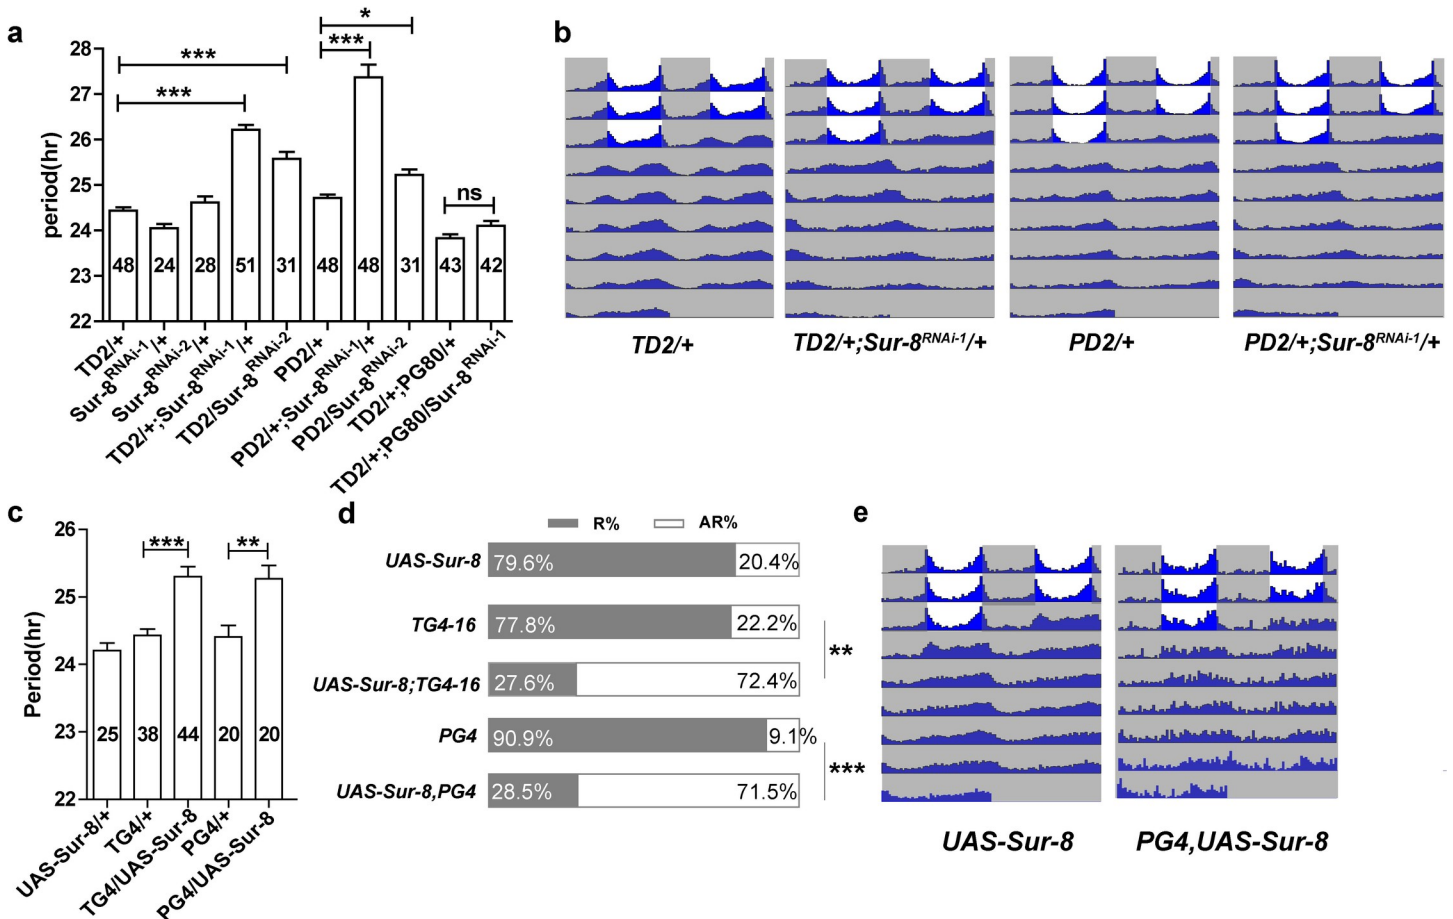 a
period(hr)
28
27
26
25
24
23
22
***
***
***
*
ns
48
24
28
51
31
48
48
31
43
42
TD2/+
Sur-8RNAi-1/+
Sur-8RNAi-2/+
TD2/+;Sur-8RNAi-1/+
TD2/Sur-8RNAi-2
PD2/+
PD2/+;Sur-8RNAi-1/+
PD2/Sur-8RNAi-2
TD2/+;PG80/+
TD2/+;PG80/Sur-8RNAi-1
b
TD2/+
TD2/+;Sur-8RNAi-1/+
PD2/+
PD2/+;Sur-8RNAi-1/+
c
Period(hr)
26
25
24
23
22
***
**
25
38
44
20
20
UAS-Sur-8/+
TG4/+
TG4/UAS-Sur-8
PG4/+
PG4/UAS-Sur-8
d
R%
AR%
UAS-Sur-8
79.6%
20.4%
TG4-16
77.8%
22.2%
**
UAS-Sur-8;TG4-16
27.6%
72.4%
PG4
90.9%
9.1%
***
UAS-Sur-8,PG4
28.5%
71.5%
e
UAS-Sur-8
PG4,UAS-Sur-8